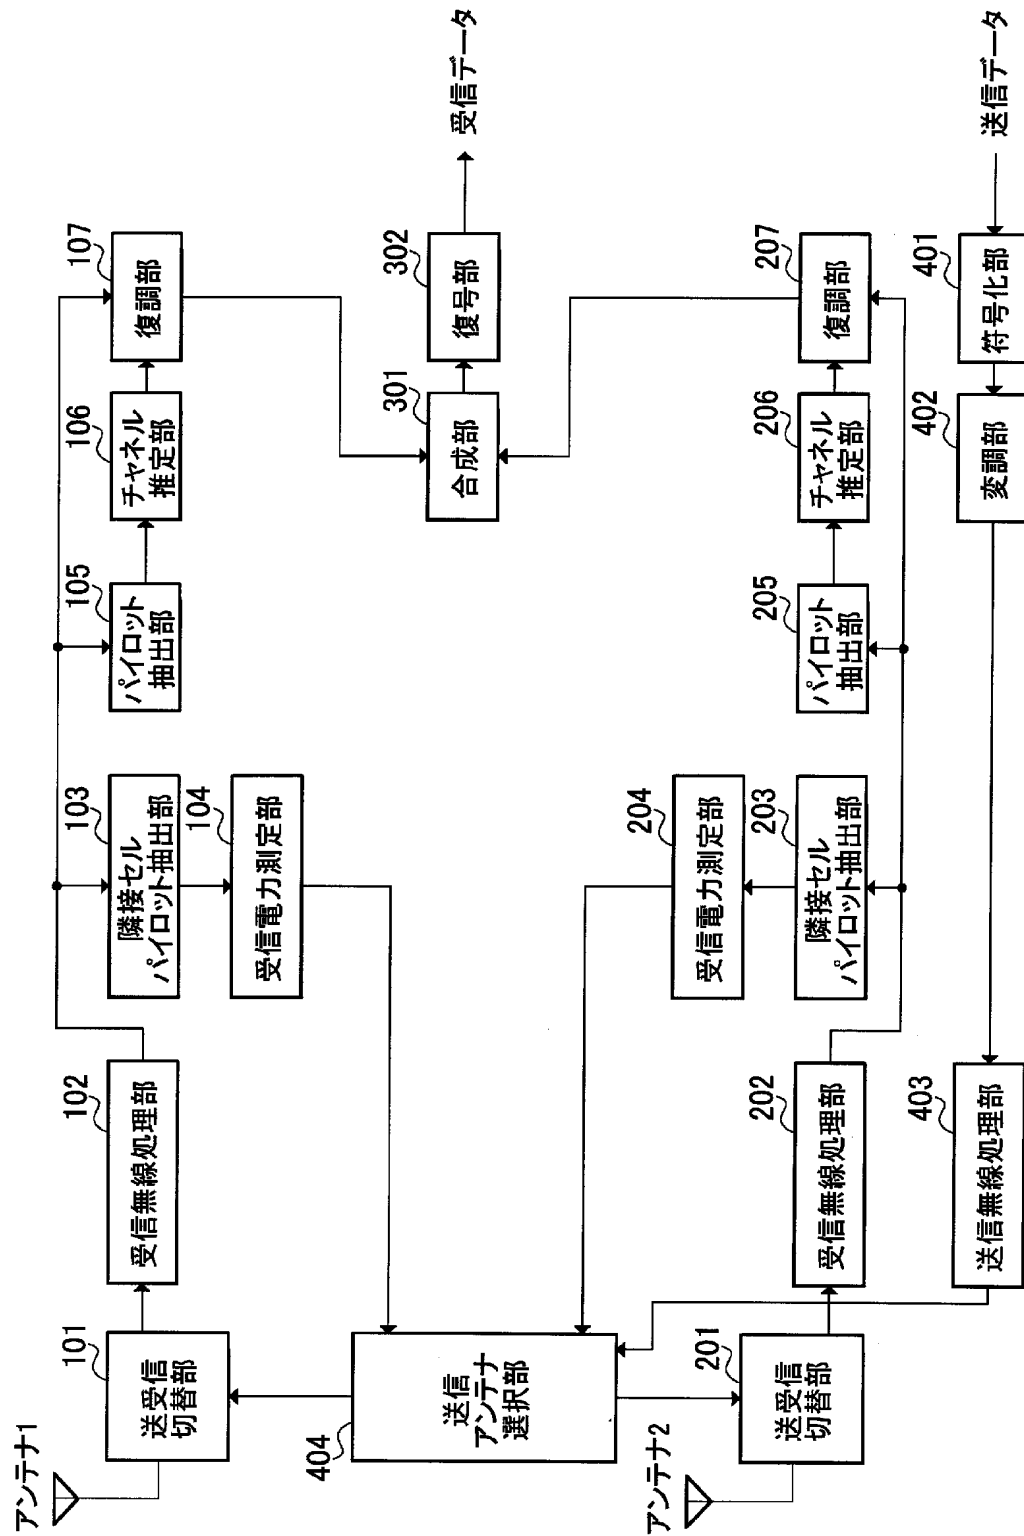 アンテナ1
101
送受信
切替部
102
受信無線処理部
103
隣接セル
パイロット抽出部
104
受信電力測定部
105
パイロット
抽出部
106
チャネル
推定部
107
復調部
301
合成部
302
復号部
受信データ
404
送信
アンテナ
選択部
アンテナ2
201
送受信
切替部
202
受信無線処理部
203
隣接セル
パイロット抽出部
204
受信電力測定部
205
パイロット
抽出部
206
チャネル
推定部
207
復調部
403
送信無線処理部
402
変調部
401
符号化部
送信データ